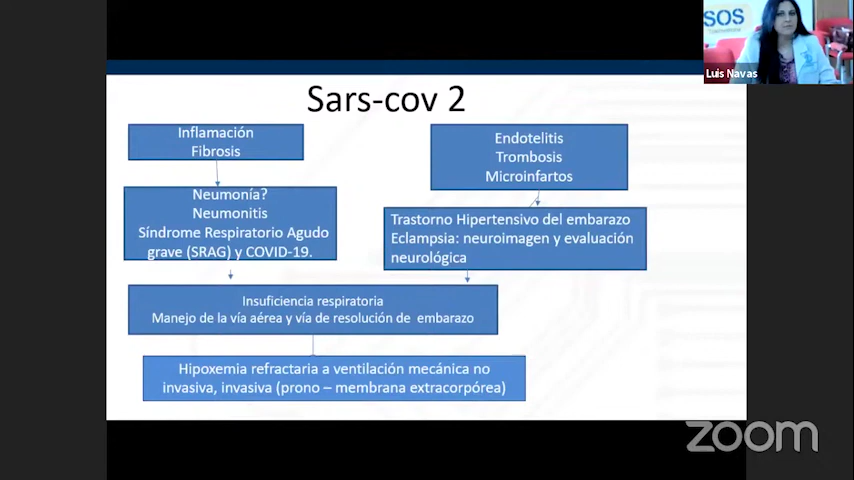 SOS
Luis Navas
Sars-cov 2
Inflamación
Fibrosis
Endotelitis
Trombosis
Microinfartos
Neumonía?
Neumonitis
Síndrome Respiratorio Agudo
grave (SRAG) y COVID-19.
Trastorno Hipertensivo del embarazo
Eclampsia: neuroimagen y evaluación
neurológica
Insuficiencia respiratoria
Manejo de la vía aérea y vía de resolución de embarazo
Hipoxemia refractaria a ventilación mecánica no
invasiva, invasiva (prono – membrana extracorpórea)
zoom